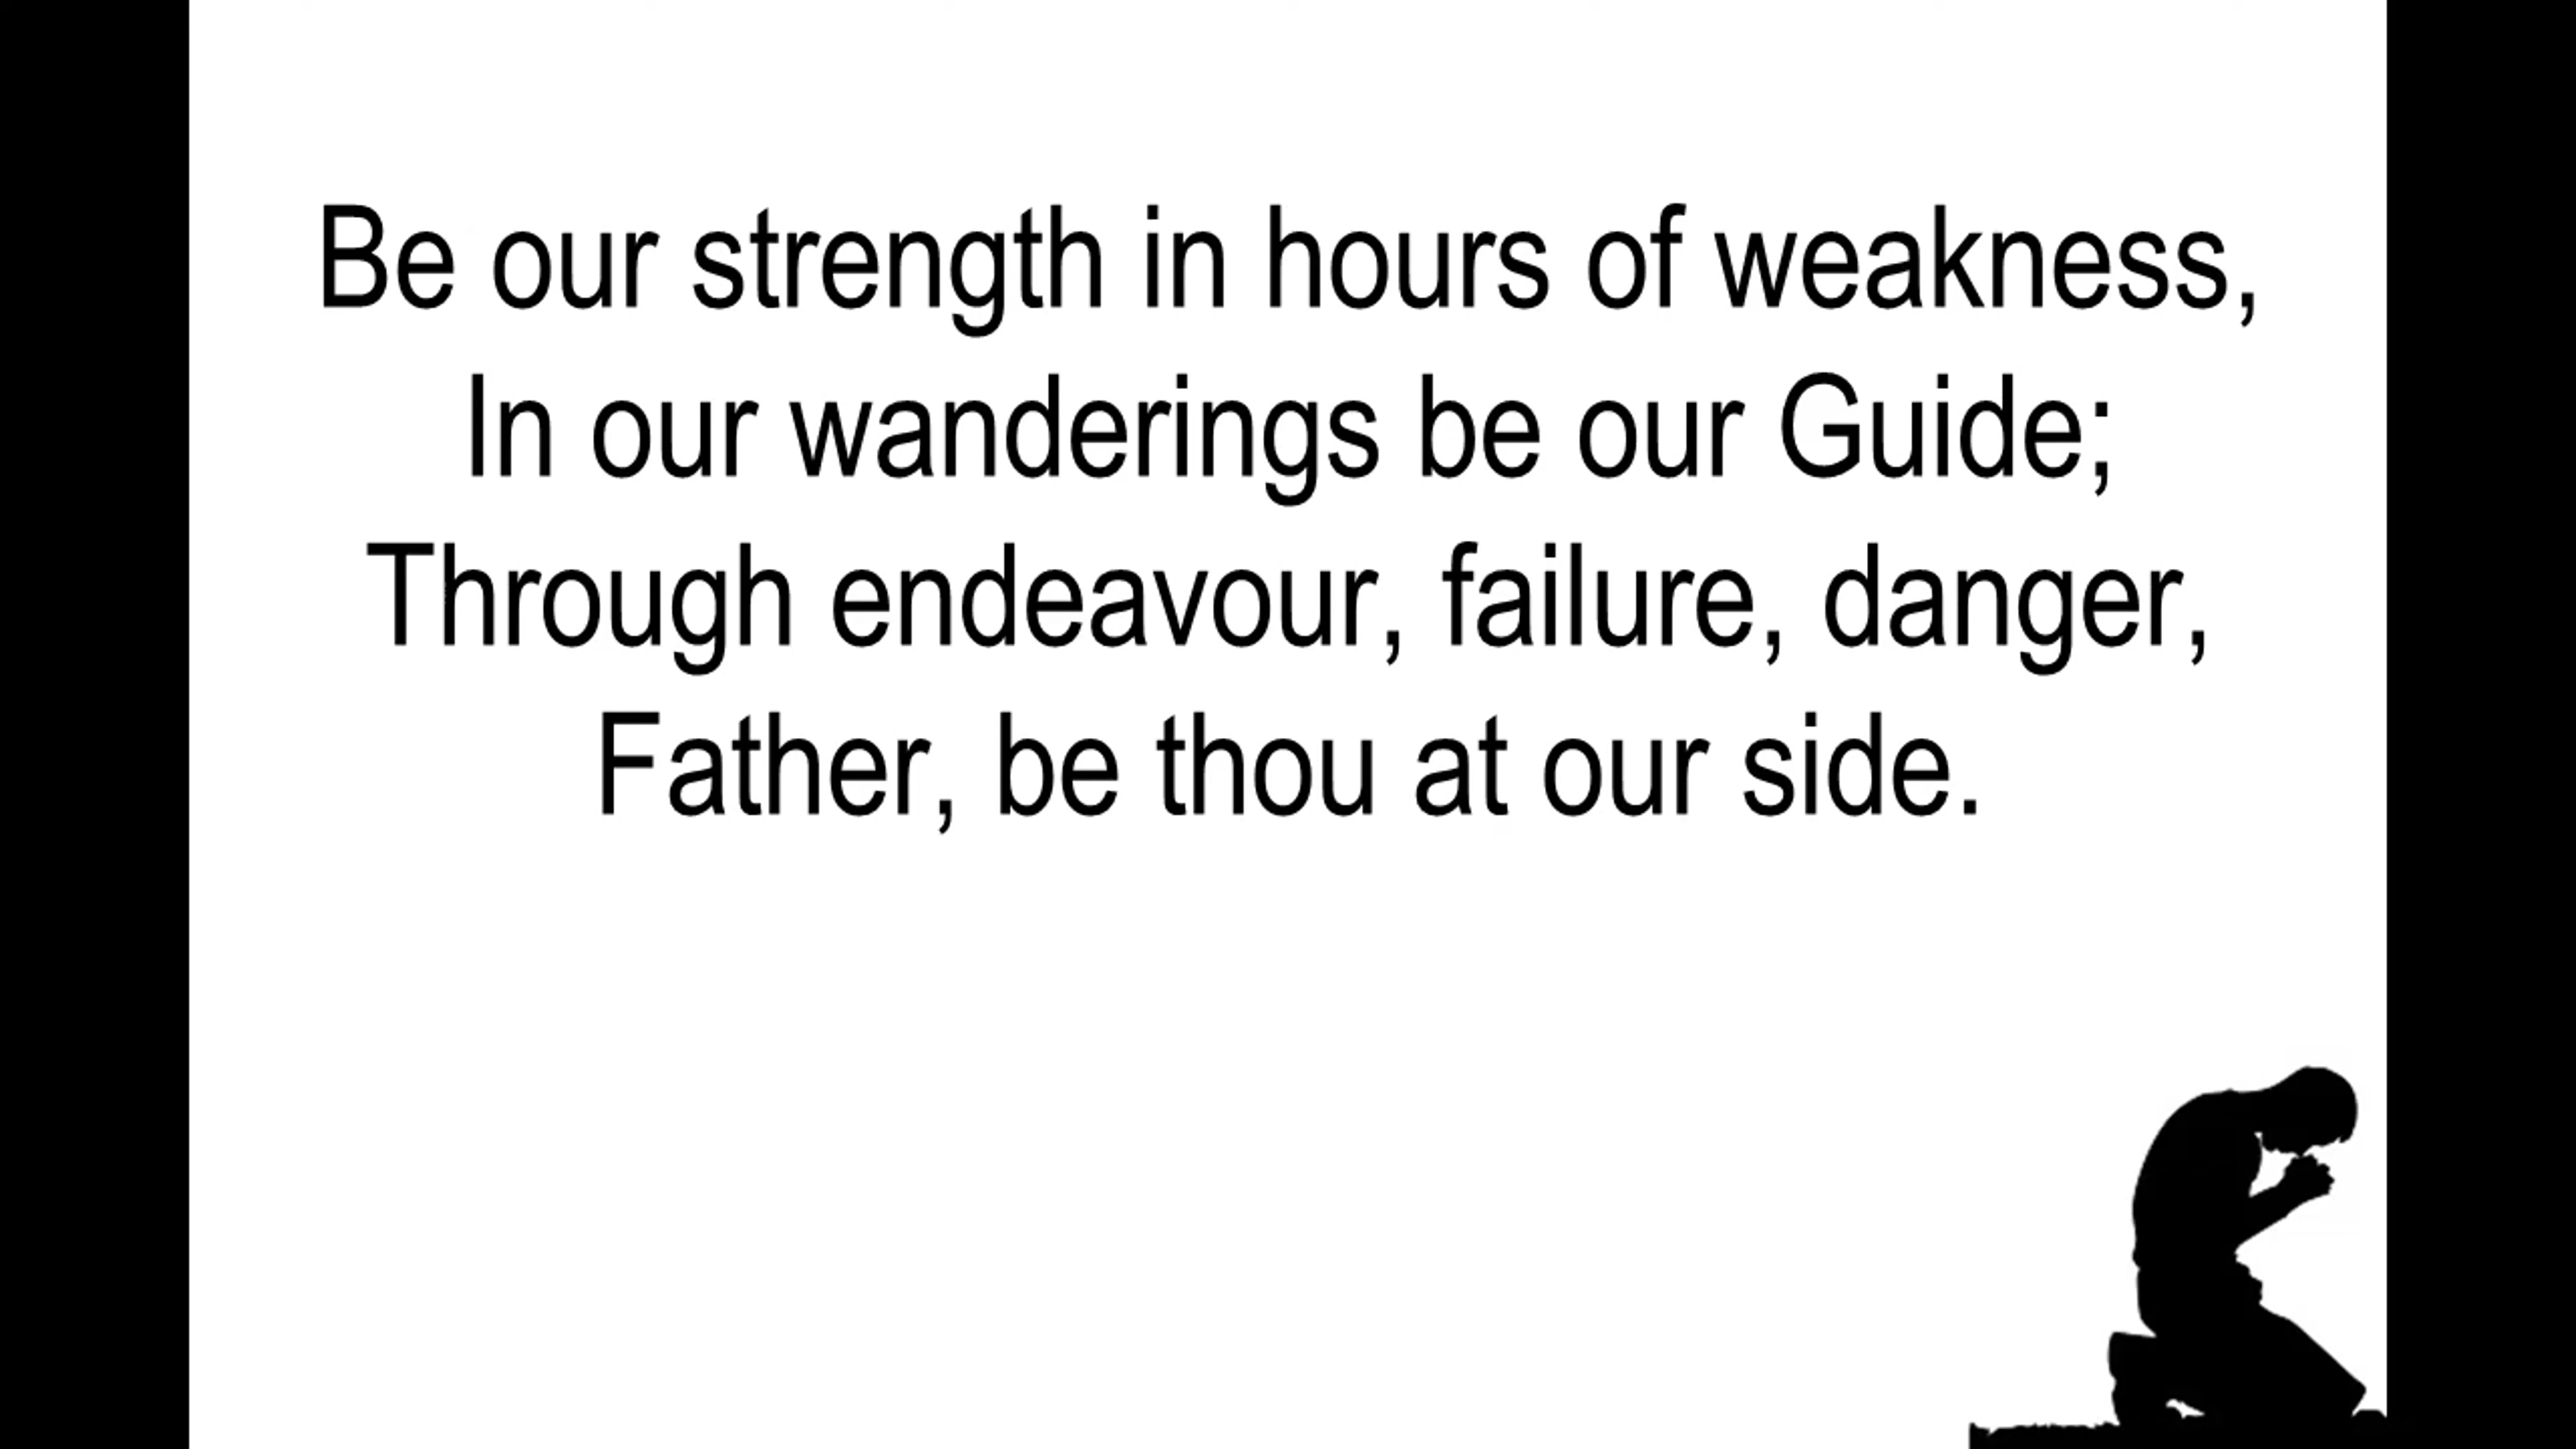 Be our strength in hours of weakness,
In our wanderings be our Guide;
Through endeavour, failure, danger,
Father, be thou at our side.